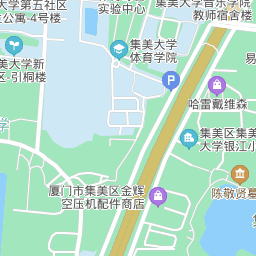 大学第五社区
公寓-4号楼
集美大学音乐学院
教师宿舍楼
实验中心
集美大学
体育学院
易
美大学新
区-引桐楼
P
哈雷戴维森
集美区集美
大学银江小
学
厦门市集美区金辉
空压机配件商店
陈敬贤墓